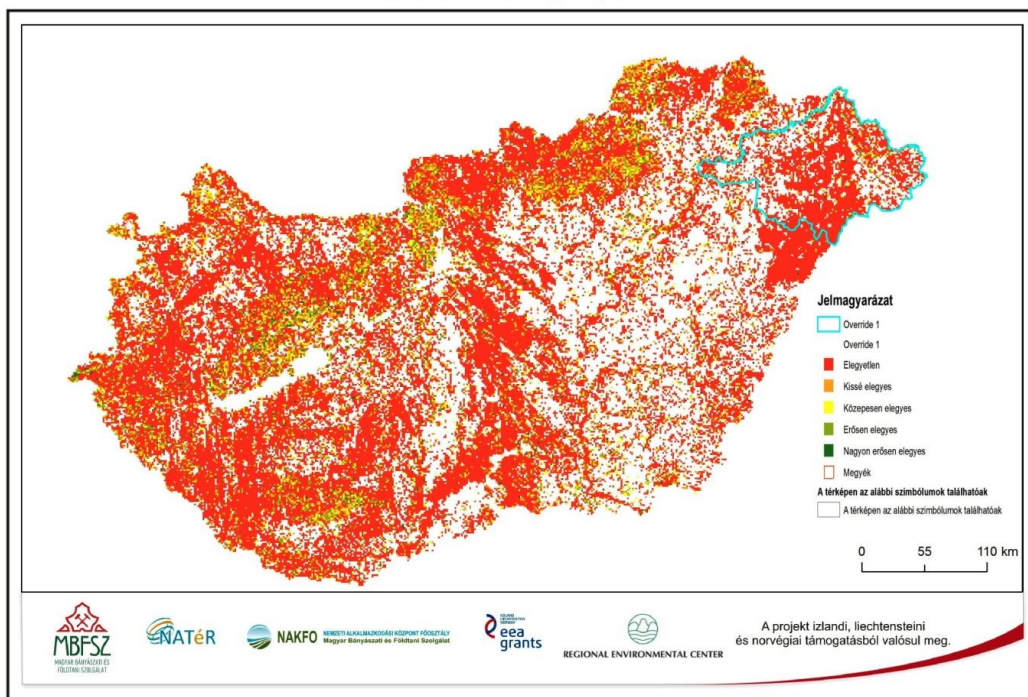 Jelmagyarázat
Override 1
Override 1
Elegyetlen
Kissé elegyes
Közepesen elegyes
Erősen elegyes
Nagyon erősen elegyes
Megyék
A térképen az alábbi szimbólumok találhatóak
A térképen az alábbi szimbólumok találhatóak
0 55 110 km
MBFSZ
MAGYAR BÁNYÁSZATI ÉS
FÖLDTANI SZOLGÁLAT
NATéR
NAKFO
NEMZETI ALKALMAZKODÁSI KÖZPONT FŐOSZTÁLY
Magyar Bányászati és Földtani Szolgálat
ICELAND
LIECHTENSTEIN
NORWAY
eea
grants
REGIONAL ENVIRONMENTAL CENTER
A projekt izlandi, liechtensteini
és norvégiai támogatásból valósul meg.